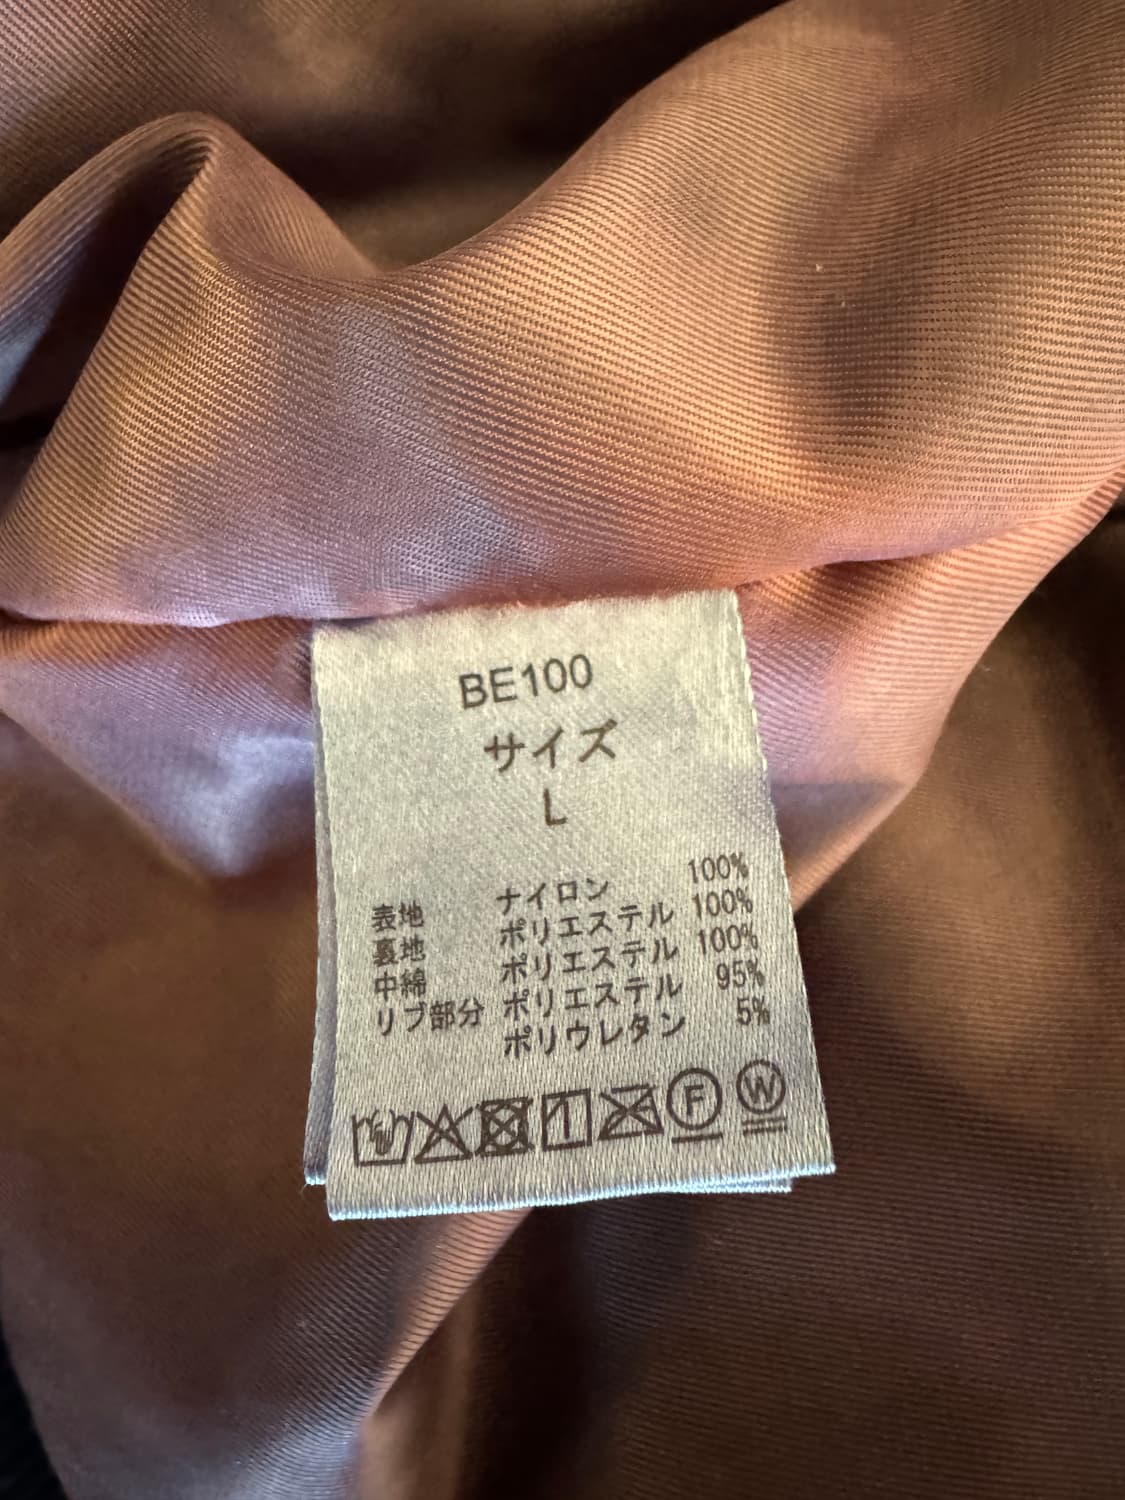 BE100
サイズ
L
表地 ナイロン 100%
裏地 ポリエステル 100%
中綿 ポリエステル 100%
リブ部分 ポリエステル 95%
ポリウレタン 5%
F W